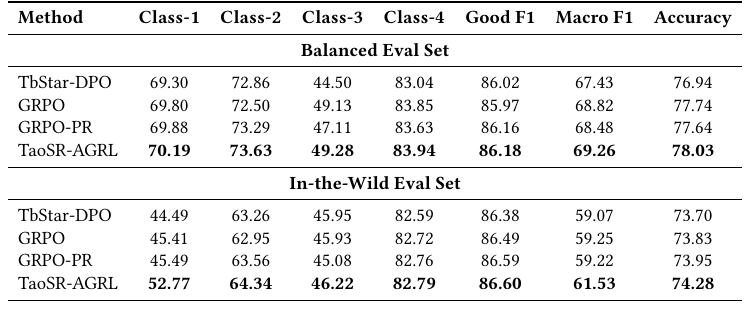 Method Class-1 Class-2 Class-3 Class-4 Good F1 Macro F1 Accuracy
Balanced Eval Set
TbStar-DPO 69.30 72.86 44.50 83.04 86.02 67.43 76.94
GRPO 69.80 72.50 49.13 83.85 85.97 68.82 77.74
GRPO-PR 69.88 73.29 47.11 83.63 86.16 68.48 77.64
TaoSR-AGRL 70.19 73.63 49.28 83.94 86.18 69.26 78.03
In-the-Wild Eval Set
TbStar-DPO 44.49 63.26 45.95 82.59 86.38 59.07 73.70
GRPO 45.41 62.95 45.93 82.72 86.49 59.25 73.83
GRPO-PR 45.49 63.56 45.08 82.76 86.59 59.22 73.95
TaoSR-AGRL 52.77 64.34 46.22 82.79 86.60 61.53 74.28